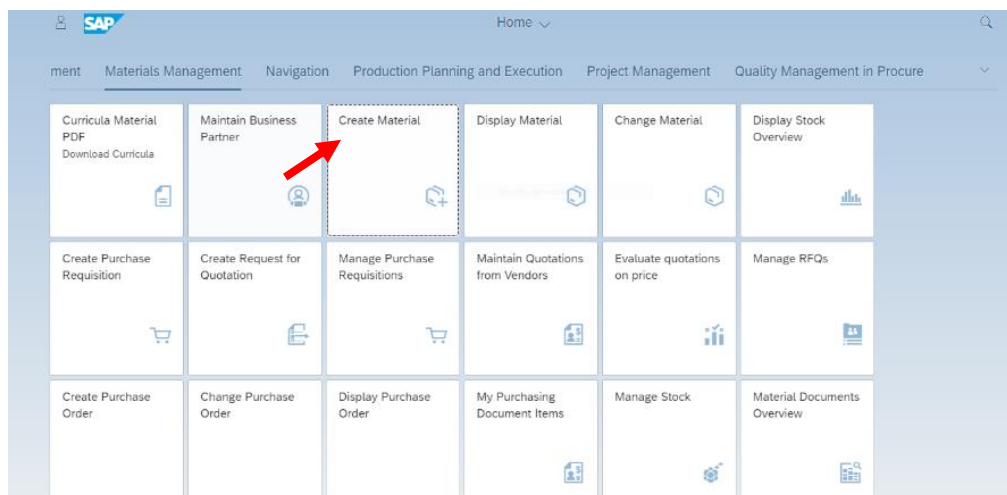 SAP
Home
ment Materials Management Navigation Production Planning and Execution Project Management Quality Management in Procure
Curricula Material
PDF
Download Curricula
Maintain Business
Partner
Create Material
Display Material
Change Material
Display Stock
Overview
Create Purchase
Requisition
Create Request for
Quotation
Manage Purchase
Requisitions
Maintain Quotations
from Vendors
Evaluate quotations
on price
Manage RFQs
Create Purchase
Order
Change Purchase
Order
Display Purchase
Order
My Purchasing
Document Items
Manage Stock
Material Documents
Overview